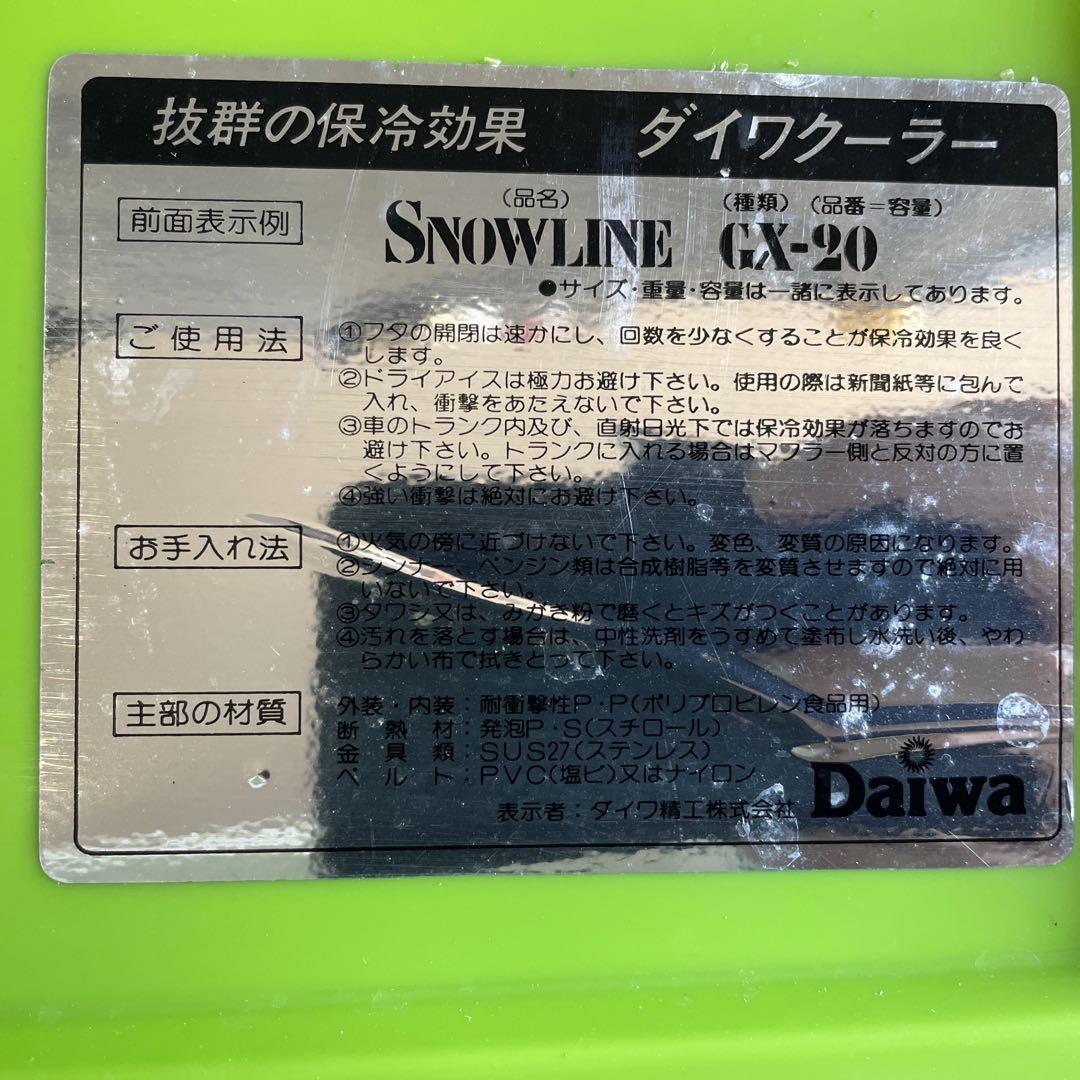 抜群の保冷効果 ダイワクーラー
前面表示例
(品名) (種類) (品番=容量)
SNOWLINE GX-20
●サイズ・重量・容量は一諸に表示してあります。
ご使用法
①フタの開閉は速かにし、回数を少なくすることが保冷効果を良く
します。
②ドライアイスは極力お避け下さい。使用の際は新聞紙等に包んで
入れ、衝撃をあたえないで下さい。
③車のトランク内及び、直射日光下では保冷効果が落ちますのでお
避け下さい。トランクに入れる場合はマフラー側と反対の方に置
くようにして下さい。
④強い衝撃は絶対にお避け下さい。
お手入れ法
①火気の傍に近づけないで下さい。変色、変質の原因になります。
②シンナー、ベンジン類は合成樹脂等を変質させますので絶対に用
いないで下さい。
③タワシ又は、みがき粉で磨くとキズがつくことがあります。
④汚れを落とす場合は、中性洗剤をうすめて塗布し水洗い後、やわ
らかい布で拭きとって下さい。
主部の材質
外装・内装：耐衝撃性P・P(ポリプロピレン食品用)
断熱材：発泡P・S(スチロール)
金具類：SUS27(ステンレス)
ベルト：PVC(塩ビ)又はナイロン
表示者：ダイワ精工株式会社 Daiwa